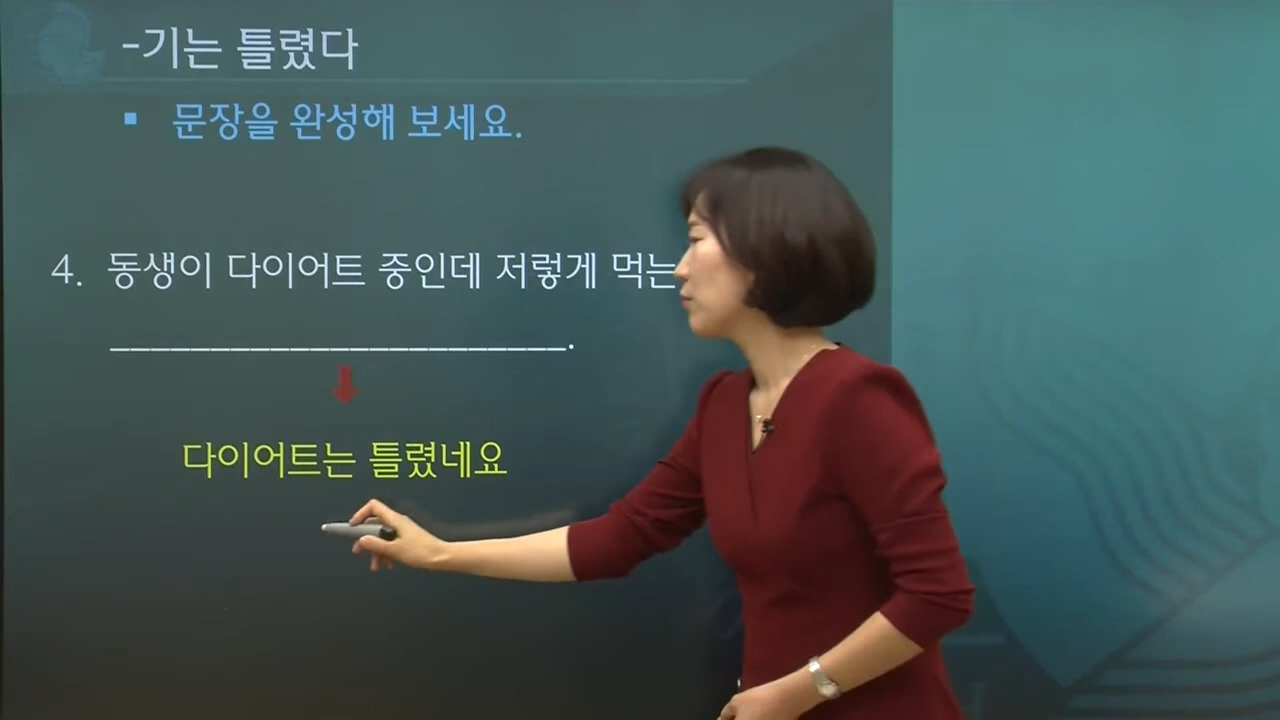 -기는 틀렸다
▪ 문장을 완성해 보세요.
4. 동생이 다이어트 중인데 저렇게 먹는
_______________________.
다이어트는 틀렸네요